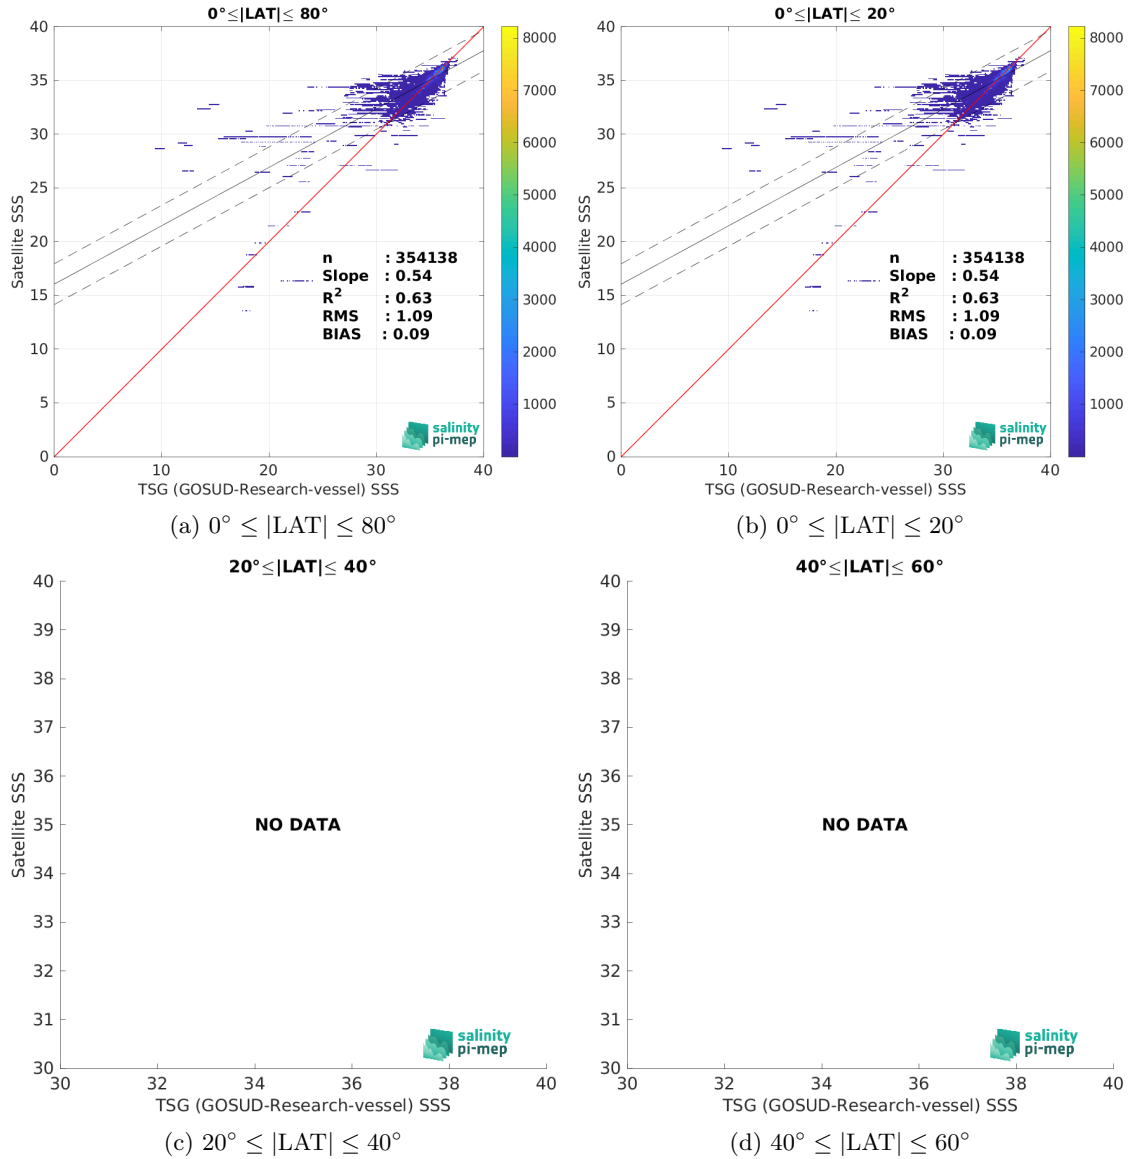 0°≤|LAT|≤ 80°
40
35
30
25
20
15
10
5
0
Satellite SSS
n : 354138
Slope : 0.54
R² : 0.63
RMS : 1.09
BIAS : 0.09
salinity
pi-mep
0 10 20 30 40
TSG (GOSUD-Research-vessel) SSS
8000
7000
6000
5000
4000
3000
2000
1000
(a) 0° ≤ |LAT| ≤ 80°
0°≤|LAT|≤ 20°
40
35
30
25
20
15
10
5
0
Satellite SSS
n : 354138
Slope : 0.54
R² : 0.63
RMS : 1.09
BIAS : 0.09
salinity
pi-mep
0 10 20 30 40
TSG (GOSUD-Research-vessel) SSS
8000
7000
6000
5000
4000
3000
2000
1000
(b) 0° ≤ |LAT| ≤ 20°
20°≤|LAT|≤ 40°
40
39
38
37
36
35
34
33
32
31
30
Satellite SSS
NO DATA
salinity
pi-mep
30 32 34 36 38 40
TSG (GOSUD-Research-vessel) SSS
(c) 20° ≤ |LAT| ≤ 40°
40°≤|LAT|≤ 60°
40
39
38
37
36
35
34
33
32
31
30
Satellite SSS
NO DATA
salinity
pi-mep
30 32 34 36 38 40
TSG (GOSUD-Research-vessel) SSS
(d) 40° ≤ |LAT| ≤ 60°